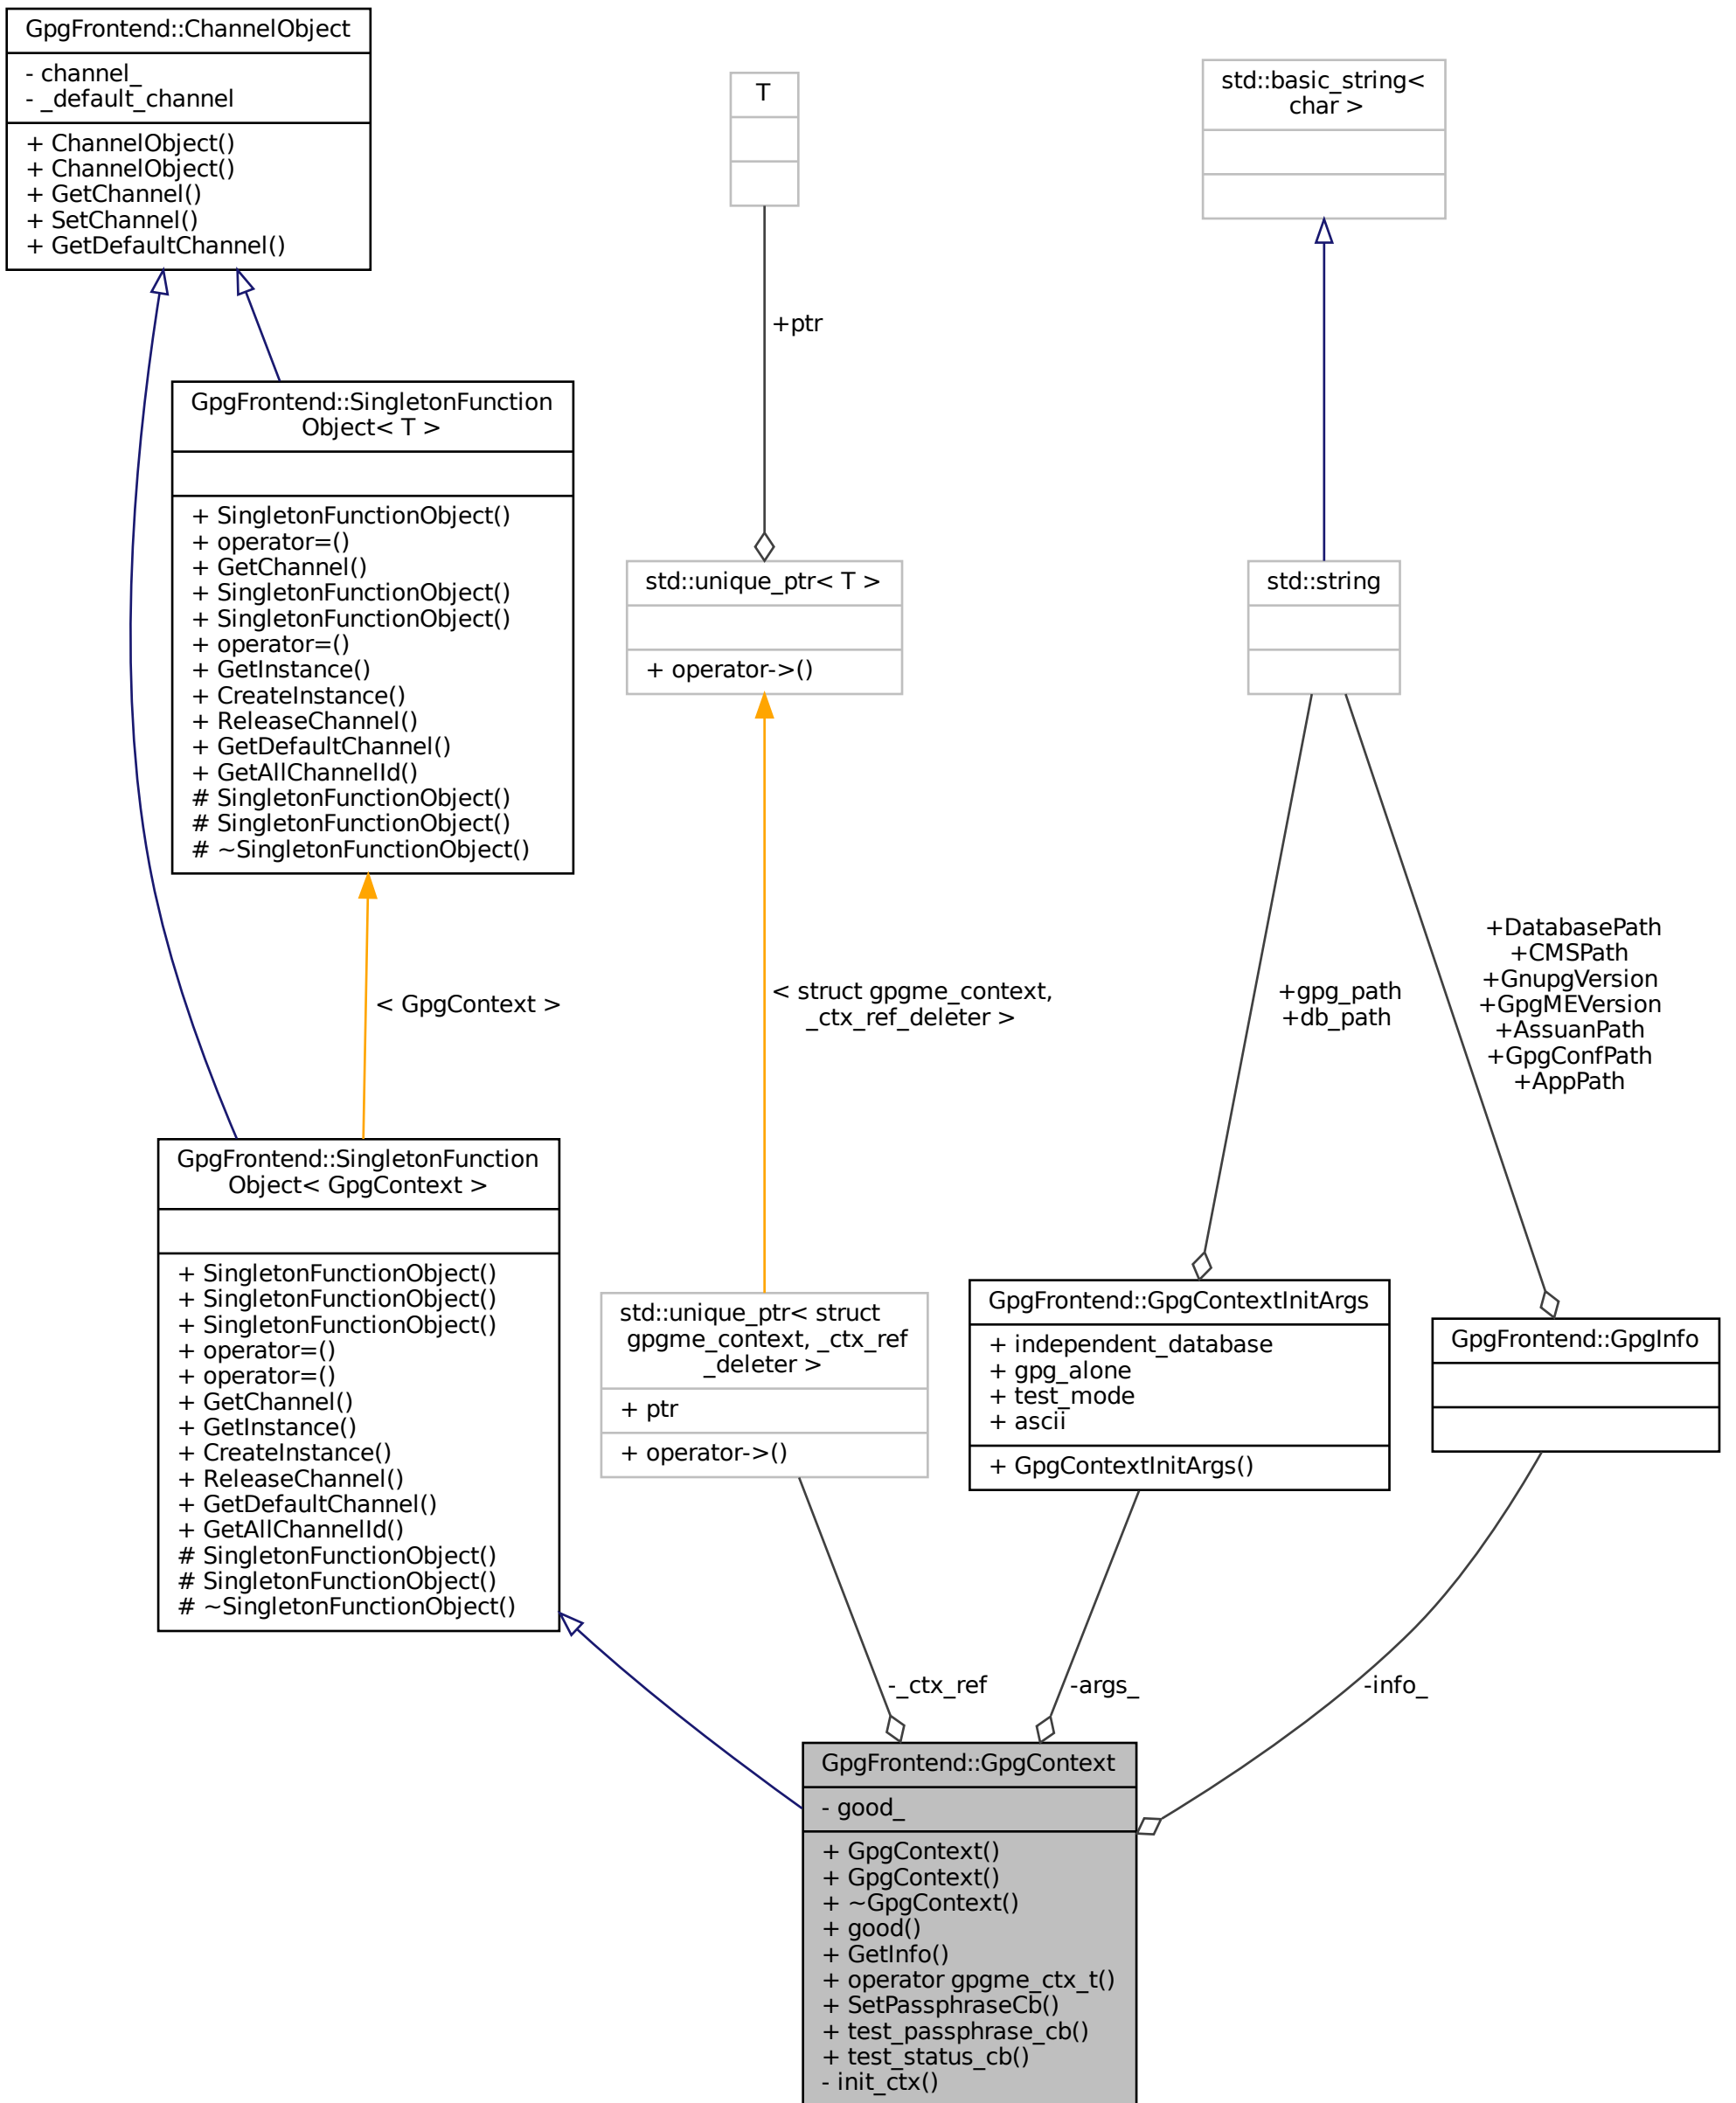 GpgFrontend::ChannelObject
- channel_
- _default_channel
+ ChannelObject()
+ ChannelObject()
+ GetChannel()
+ SetChannel()
+ GetDefaultChannel()
T
std::basic_string<
char >
+ptr
GpgFrontend::SingletonFunction
Object< T >
+ SingletonFunctionObject()
+ operator=()
+ GetChannel()
+ SingletonFunctionObject()
+ SingletonFunctionObject()
+ operator=()
+ GetInstance()
+ CreateInstance()
+ ReleaseChannel()
+ GetDefaultChannel()
+ GetAllChannelId()
# SingletonFunctionObject()
# SingletonFunctionObject()
# ~SingletonFunctionObject()
std::unique_ptr< T >
+ operator->()
std::string
< GpgContext >
< struct gpgme_context,
_ctx_ref_deleter >
+gpg_path
+db_path
+DatabasePath
+CMSPath
+GnupgVersion
+GpgMEVersion
+AssuanPath
+GpgConfPath
+AppPath
GpgFrontend::SingletonFunction
Object< GpgContext >
+ SingletonFunctionObject()
+ SingletonFunctionObject()
+ SingletonFunctionObject()
+ operator=()
+ operator=()
+ GetChannel()
+ GetInstance()
+ CreateInstance()
+ ReleaseChannel()
+ GetDefaultChannel()
+ GetAllChannelId()
# SingletonFunctionObject()
# SingletonFunctionObject()
# ~SingletonFunctionObject()
std::unique_ptr< struct
gpgme_context, _ctx_ref
_deleter >
+ ptr
+ operator->()
GpgFrontend::GpgContextInitArgs
+ independent_database
+ gpg_alone
+ test_mode
+ ascii
+ GpgContextInitArgs()
GpgFrontend::GpgInfo
-_ctx_ref
-args_
-info_
GpgFrontend::GpgContext
- good_
+ GpgContext()
+ GpgContext()
+ ~GpgContext()
+ good()
+ GetInfo()
+ operator gpgme_ctx_t()
+ SetPassphraseCb()
+ test_passphrase_cb()
+ test_status_cb()
- init_ctx()